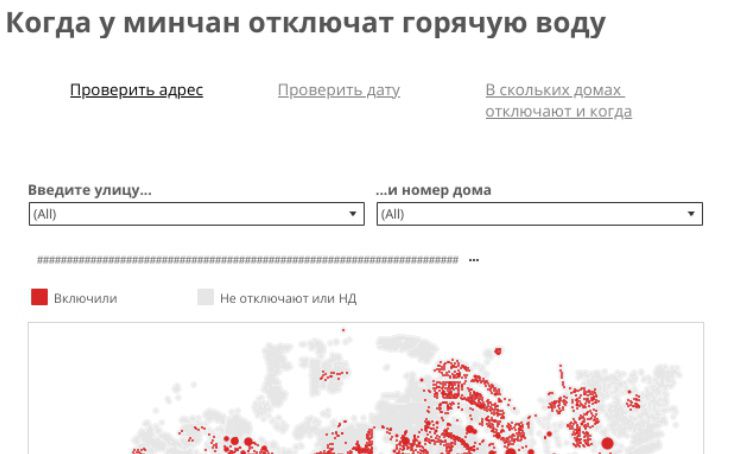 Когда у минчан отключат горячую воду
Проверить адрес
Проверить дату
В скольких домах
отключают и когда
Введите улицу...
...и номер дома
(All)
(All)
######################################################################## ...
Включили
Не отключают или НД